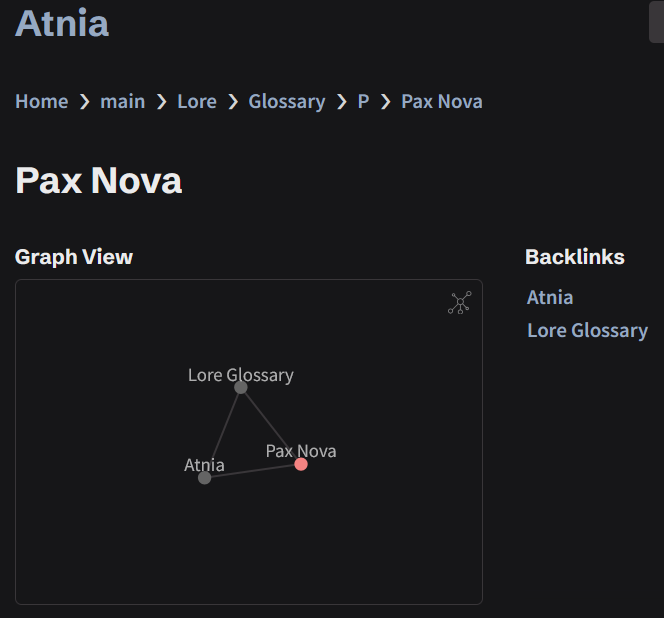 Atnia
Home ❯ main ❯ Lore ❯ Glossary ❯ P ❯ Pax Nova
Pax Nova
Graph View
Lore Glossary
Pax Nova
Atnia
Backlinks
Atnia
Lore Glossary